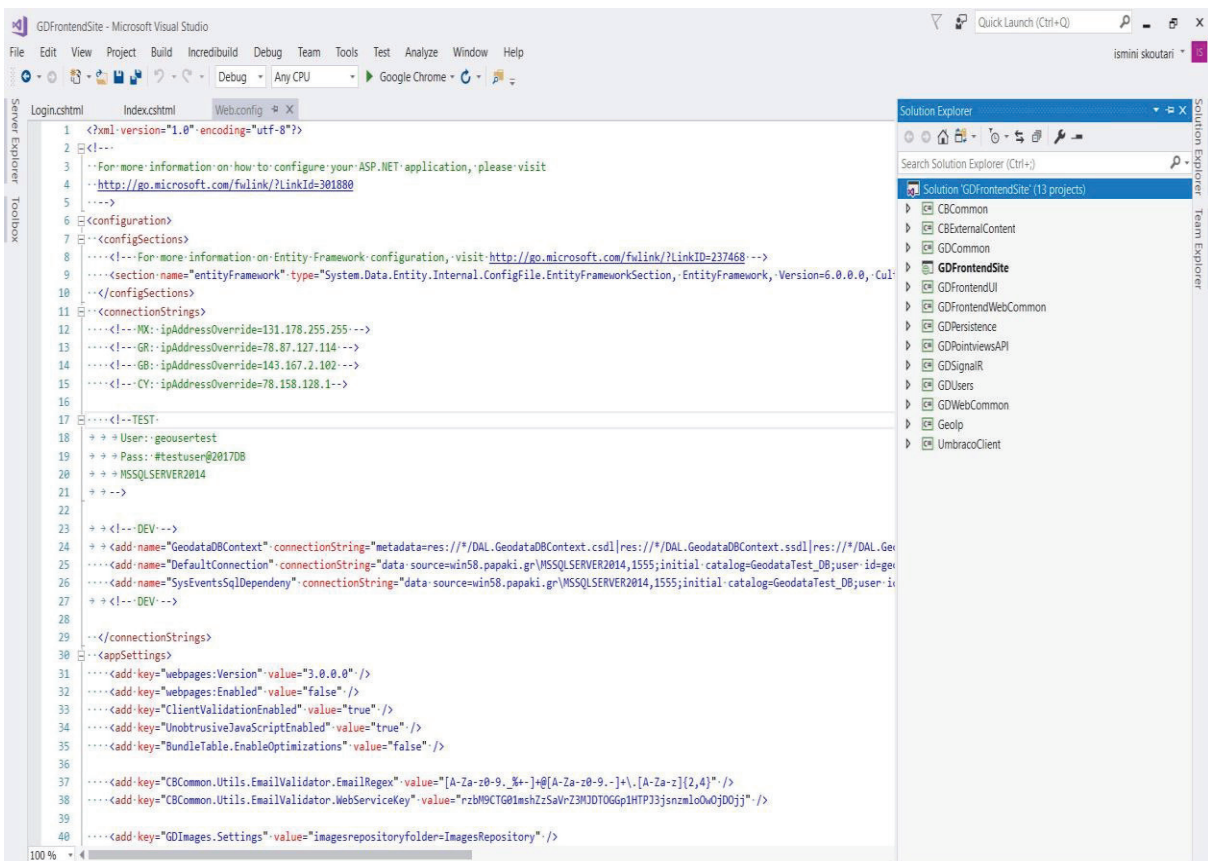 GDFrontendSite - Microsoft Visual Studio
Quick Launch (Ctrl+Q)
File Edit View Project Build Incredibuild Debug Team Tools Test Analyze Window Help
ismini skoutari IS
Debug Any CPU Google Chrome
Server Explorer
Toolbox
Login.cshtml Index.cshtml Web.config
1 <?xml version="1.0" encoding="utf-8"?>
2 <!--
3 For more information on how to configure your ASP.NET application, please visit
4 http://go.microsoft.com/fwlink/?LinkId=301880
5 -->
6 <configuration>
7 <configSections>
8 <!-- For more information on Entity Framework configuration, visit http://go.microsoft.com/fwlink/?LinkID=237468 -->
9 <section name="entityFramework" type="System.Data.Entity.Internal.ConfigFile.EntityFrameworkSection, EntityFramework, Version=6.0.0.0, Cul
10 </configSections>
11 <connectionStrings>
12 <!-- MX: ipAddressOverride=131.178.255.255 -->
13 <!-- GR: ipAddressOverride=78.87.127.114 -->
14 <!-- GB: ipAddressOverride=143.167.2.102 -->
15 <!-- CY: ipAddressOverride=78.158.128.1-->
16
17 <!--TEST
18 User: geousertest
19 Pass: #testuser@2017DB
20 MSSQLSERVER2014
21 -->
22
23 <!-- DEV -->
24 <add name="GeodataDBContext" connectionString="metadata=res://*/DAL.GeodataDBContext.csdl|res://*/DAL.GeodataDBContext.ssdl|res://*/DAL.Geo
25 <add name="DefaultConnection" connectionString="data source=win58.papaki.gr\MSSQLSERVER2014,1555;initial catalog=GeodataTest_DB;user id=geo
26 <add name="SysEventsSqlDependeny" connectionString="data source=win58.papaki.gr\MSSQLSERVER2014,1555;initial catalog=GeodataTest_DB;user i
27 <!-- DEV -->
28
29 </connectionStrings>
30 <appSettings>
31 <add key="webpages:Version" value="3.0.0.0" />
32 <add key="webpages:Enabled" value="false" />
33 <add key="ClientValidationEnabled" value="true" />
34 <add key="UnobtrusiveJavaScriptEnabled" value="true" />
35 <add key="BundleTable.EnableOptimizations" value="false" />
36
37 <add key="CBCommon.Utils.EmailValidator.EmailRegex" value="[A-Za-z0-9._%+-]+@[A-Za-z0-9.-]+\.[A-Za-z]{2,4}" />
38 <add key="CBCommon.Utils.EmailValidator.WebServiceKey" value="rzbM9CTG01mshZzSaVrZ3MJDTOGGp1HTPJ3jsnzmloOwOjDOjj" />
39
40 <add key="GDImages.Settings" value="imagesrepositoryfolder=ImagesRepository" />
100 %
Solution Explorer
Search Solution Explorer (Ctrl+;)
Solution 'GDFrontendSite' (13 projects)
CBCommon
CBExternalContent
GDCommon
GDFrontendSite
GDFrontendUI
GDFrontendWebCommon
GDPersistence
GDPointviewsAPI
GDSignalR
GDUsers
GDWebCommon
GeoIp
UmbracoClient
Solution Explorer
Team Explorer